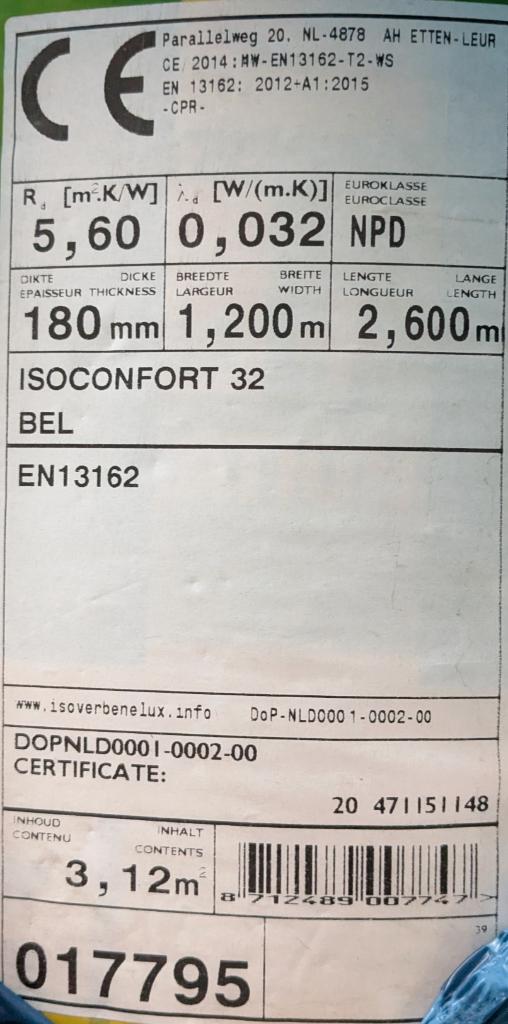 CE
Parallelweg 20, NL-4878 AH ETTEN-LEUR
CE 2014:MW-EN13162-T2-WS
EN 13162: 2012+A1:2015
-CPR-
Rd [m².K/W]
5,60
λd [W/(m.K)]
0,032
EUROKLASSE
EUROCLASSE
NPD
DIKTE DICKE
EPAISSEUR THICKNESS
180 mm
BREEDTE BREITE
LARGEUR WIDTH
1,200 m
LENGTE LANGE
LONGUEUR LENGTH
2,600 m
ISOCONFORT 32
BEL
EN13162
www.isoverbenelux.info DoP-NLD0001-0002-00
DOPNLD0001-0002-00
CERTIFICATE:
20 471151148
INHOUD INHALT
CONTENU CONTENTS
3,12m²
8 712489 007747 >
39
017795